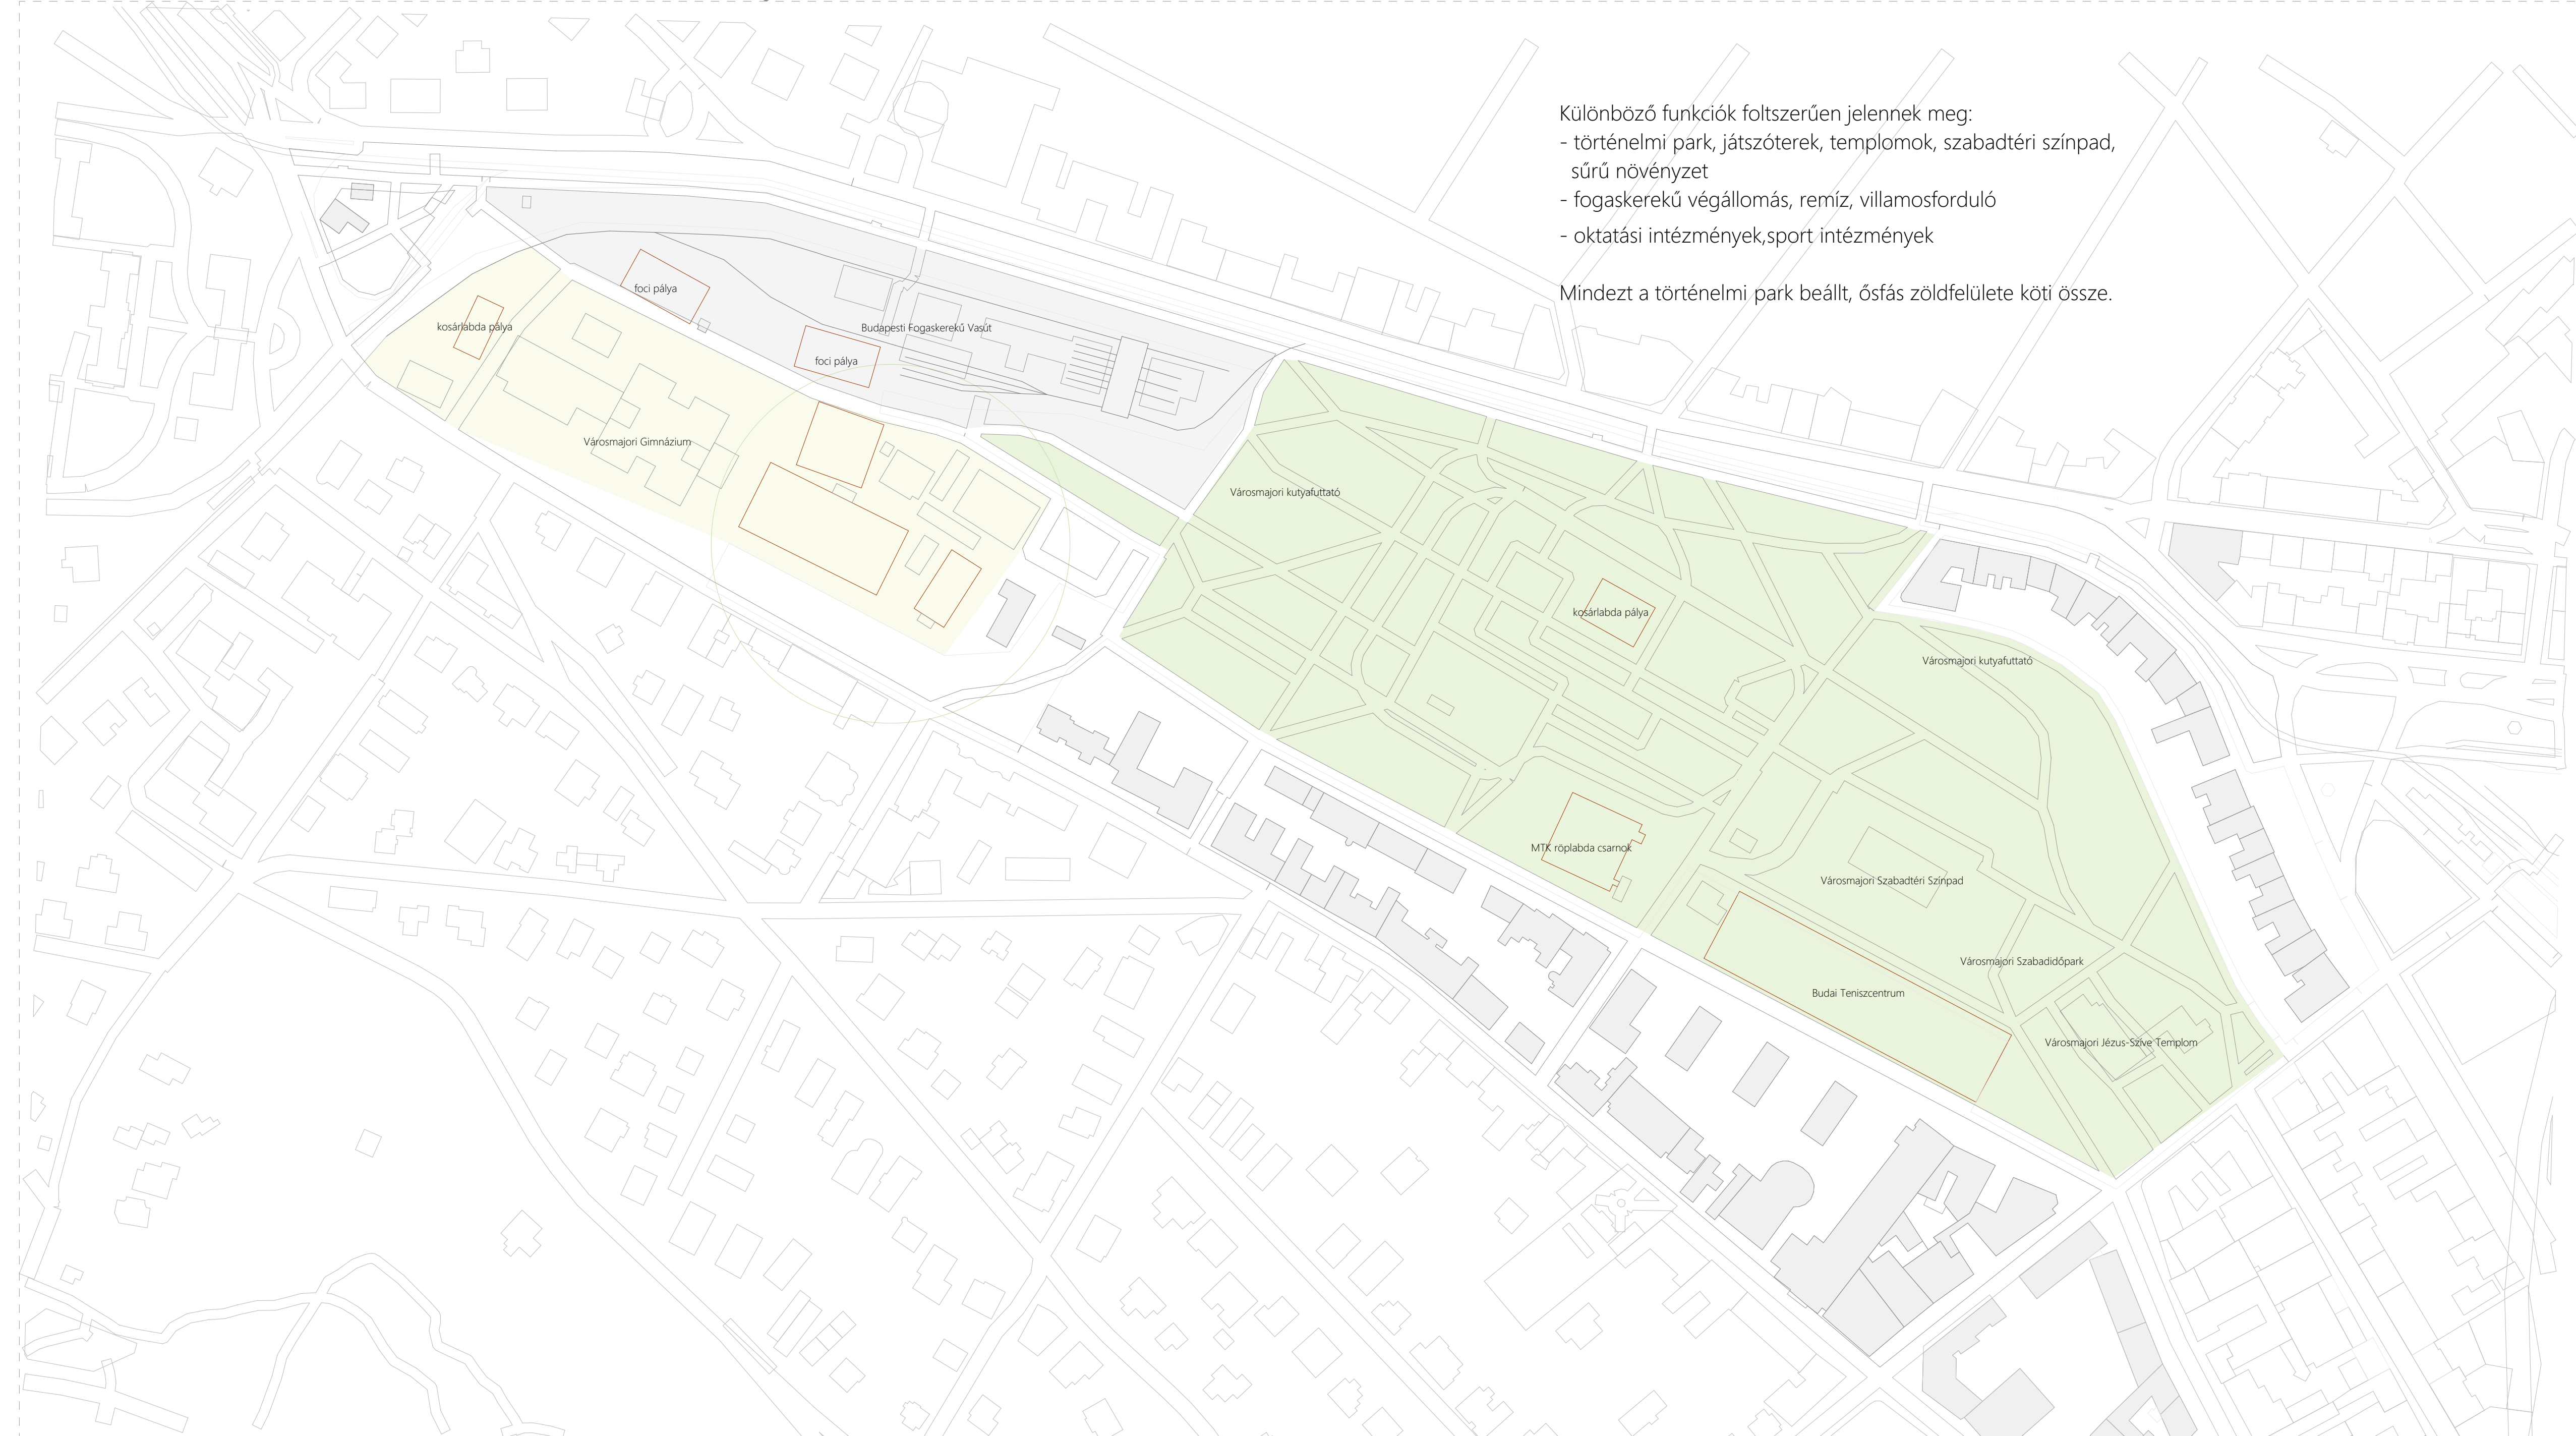 Különböző funkciók foltszerűen jelennek meg:
- történelmi park, játszóterek, templomok, szabadtéri színpad,
sűrű növényzet
- fogaskerekű végállomás, remíz, villamosforduló
- oktatási intézmények,sport intézmények
Mindezt a történelmi park beállt, ősfás zöldfelülete köti össze.
foci pálya
kosárlabda pálya
Budapesti Fogaskerekű Vasút
foci pálya
Városmajori Gimnázium
Városmajori kutyafuttató
kosárlabda pálya
Városmajori kutyafuttató
MTK röplabda csarnok
Városmajori Szabadtéri Színpad
Városmajori Szabadidőpark
Budai Teniszcentrum
Városmajori Jézus-Szíve Templom